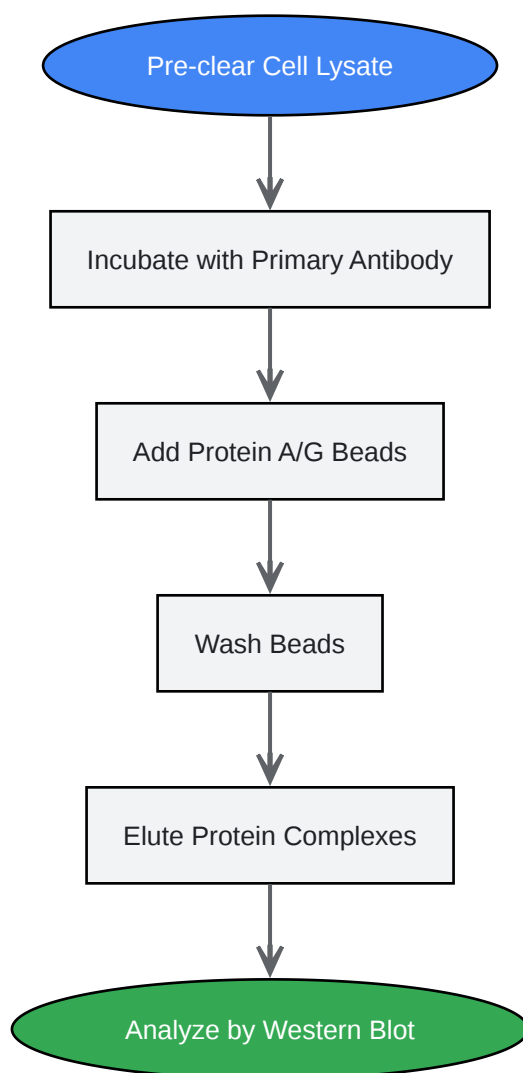 Pre-clear Cell Lysate
Incubate with Primary Antibody
Add Protein A/G Beads
Wash Beads
Elute Protein Complexes
Analyze by Western Blot